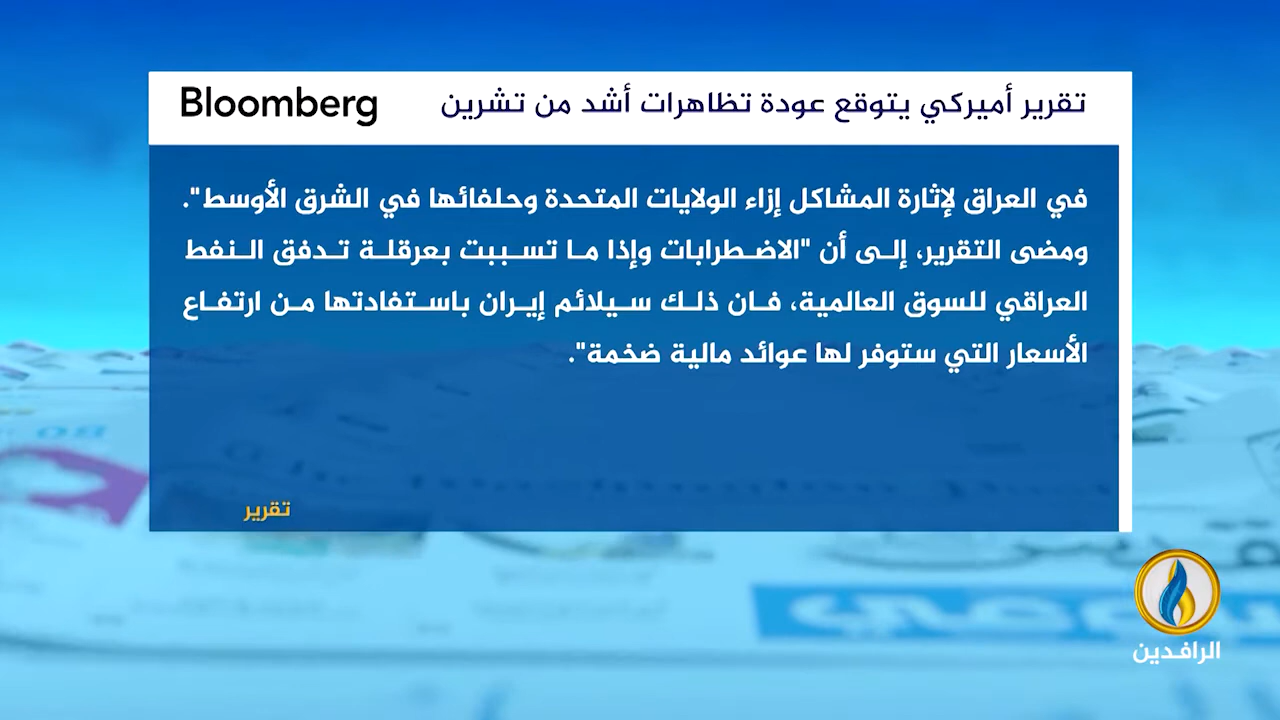 تقرير أميركي يتوقع عودة تظاهرات أشد من تشرين
Bloomberg
في العراق لإثارة المشاكل إزاء الولايات المتحدة وحلفائها في الشرق الأوسط".
ومضى التقرير، إلى أن "الاضطرابات وإذا ما تسببت بعرقلة تدفق النفط
العراقي للسوق العالمية، فان ذلك سيلائم إيران باستفادتها من ارتفاع
الأسعار التي ستوفر لها عوائد مالية ضخمة".
تقرير
الرافدين